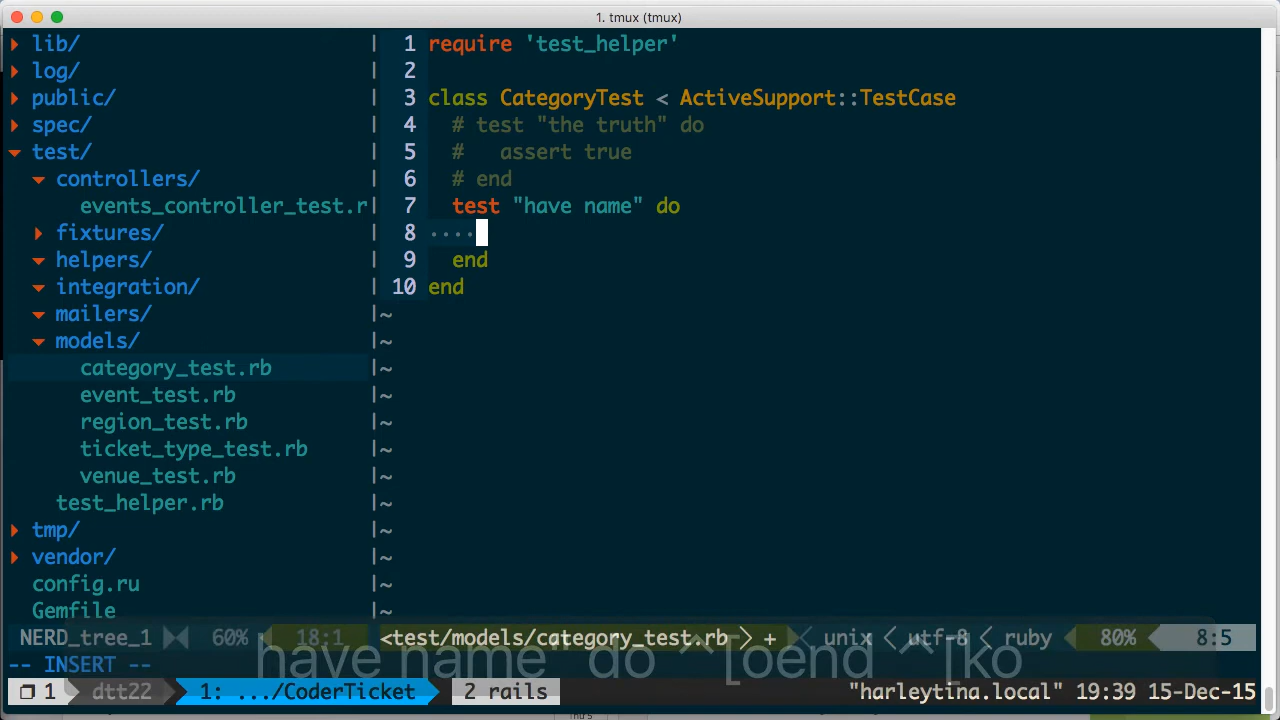 1. tmux (tmux)
lib/
log/
public/
spec/
test/
controllers/
events_controller_test.r
fixtures/
helpers/
integration/
mailers/
models/
category_test.rb
event_test.rb
region_test.rb
ticket_type_test.rb
venue_test.rb
test_helper.rb
tmp/
vendor/
config.ru
Gemfile
1 require 'test_helper'
2
3 class CategoryTest < ActiveSupport::TestCase
4 # test "the truth" do
5 #   assert true
6 # end
7 test "have name" do
8 ····
9 end
10 end
~
~
~
~
~
~
~
~
~
~
~
~
NERD_tree_1 60% 18:1 <test/models/category_test.rb + unix < utf-8 < ruby 80% 8:5
-- INSERT --
have name" do ^[oend ^[ko
1 dtt22 1: .../CoderTicket 2 rails "harleytina.local" 19:39 15-Dec-15